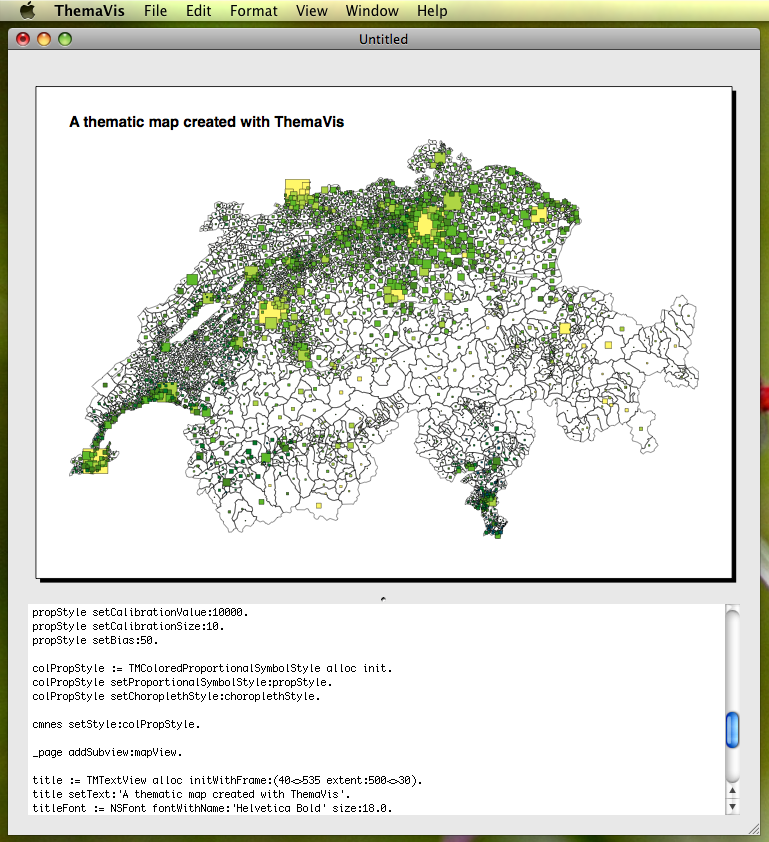 ThemaVis File Edit Format View Window Help
Untitled
A thematic map created with ThemaVis
propStyle setCalibrationValue:10000.
propStyle setCalibrationSize:10.
propStyle setBias:50.
colPropStyle := TMColoredProportionalSymbolStyle alloc init.
colPropStyle setProportionalSymbolStyle:propStyle.
colPropStyle setChoroplethStyle:choroplethStyle.
cmnes setStyle:colPropStyle.
_page addSubview:mapView.
title := TMTextView alloc initWithFrame:(40<>535 extent:500<>30).
title setText:'A thematic map created with ThemaVis'.
titleFont := NSFont fontWithName:'Helvetica Bold' size:18.0.